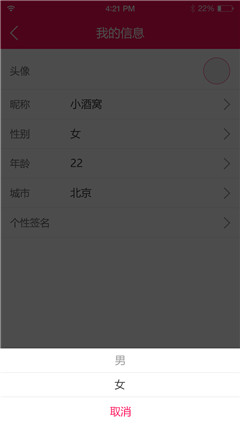 4:21 PM
22%
我的信息
头像
昵称 小酒窝
性别 女
年龄 22
城市 北京
个性签名
男
女
取消